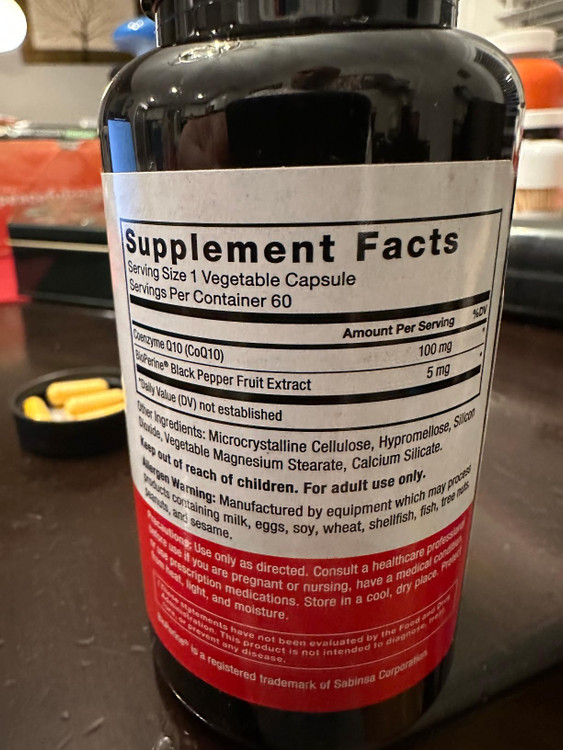 Supplement Facts
Serving Size 1 Vegetable Capsule
Servings Per Container 60
Amount Per Serving %DV
Coenzyme Q10 (CoQ10) 100 mg *
BioPerine® Black Pepper Fruit Extract 5 mg *
*Daily Value (DV) not established
Other Ingredients: Microcrystalline Cellulose, Hypromellose, Silicon
Dioxide, Vegetable Magnesium Stearate, Calcium Silicate.
Keep out of reach of children. For adult use only.
Allergen Warning: Manufactured by equipment which may process
products containing milk, eggs, soy, wheat, shellfish, fish, tree nuts,
peanuts, and sesame.
Precautions: Use only as directed. Consult a healthcare professional
before use if you are pregnant or nursing, have a medical condition
or use prescription medications. Store in a cool, dry place. Protect
from heat, light, and moisture.
These statements have not been evaluated by the Food and Drug
Administration. This product is not intended to diagnose, treat,
cure or prevent any disease.
BioPerine® is a registered trademark of Sabinsa Corporation.